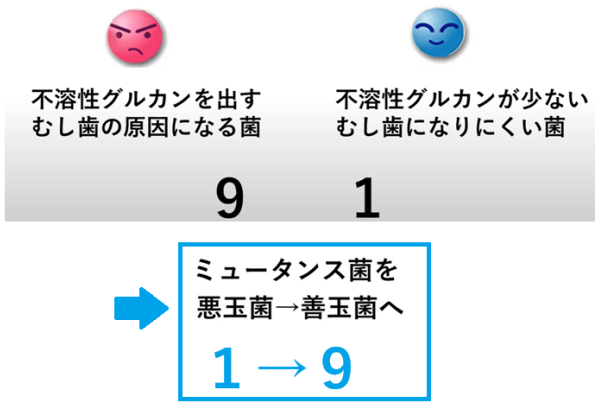 不溶性グルカンを出す
むし歯の原因になる菌
不溶性グルカンが少ない
むし歯になりにくい菌
9 1
ミュータンス菌を
悪玉菌→善玉菌へ
1→9